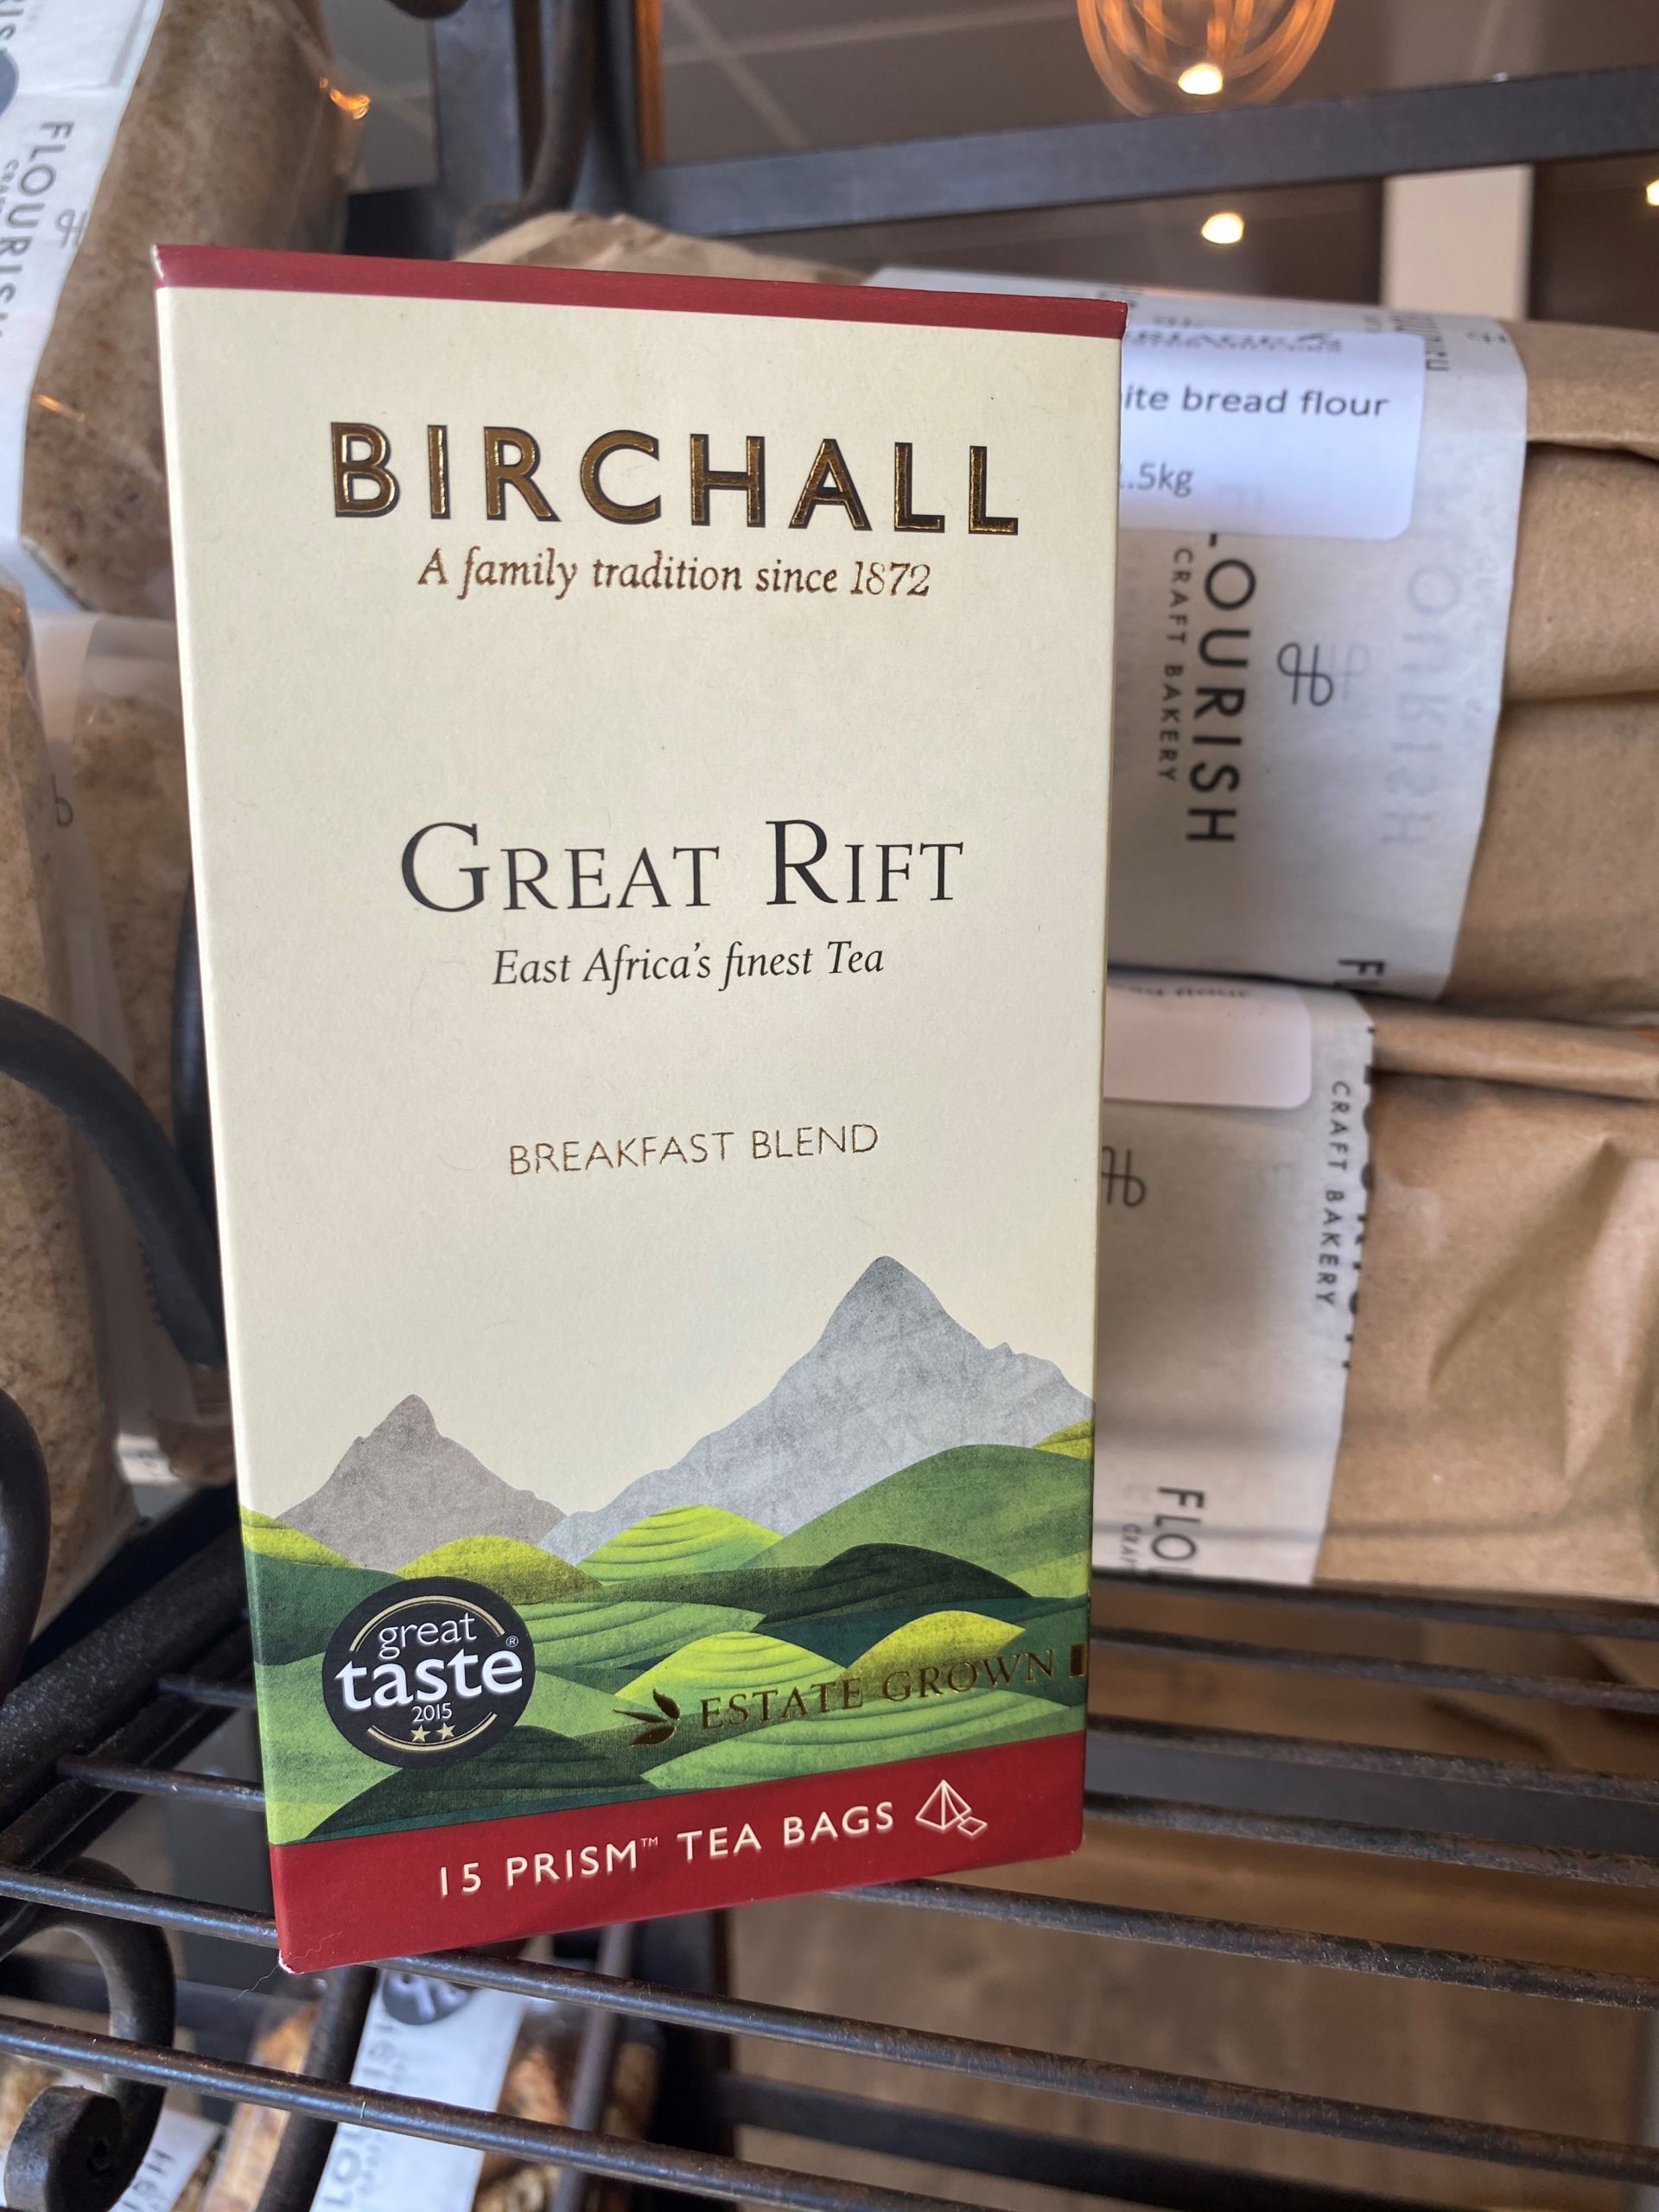 BIRCHALL
A family tradition since 1872
GREAT RIFT
East Africa's finest Tea
BREAKFAST BLEND
great
taste®
2015
ESTATE GROWN
15 PRISM™ TEA BAGS
bread flour
.5kg
OURISH
CRAFT BAKERY
CRAFT BAKERY
FLO
FLOURISH